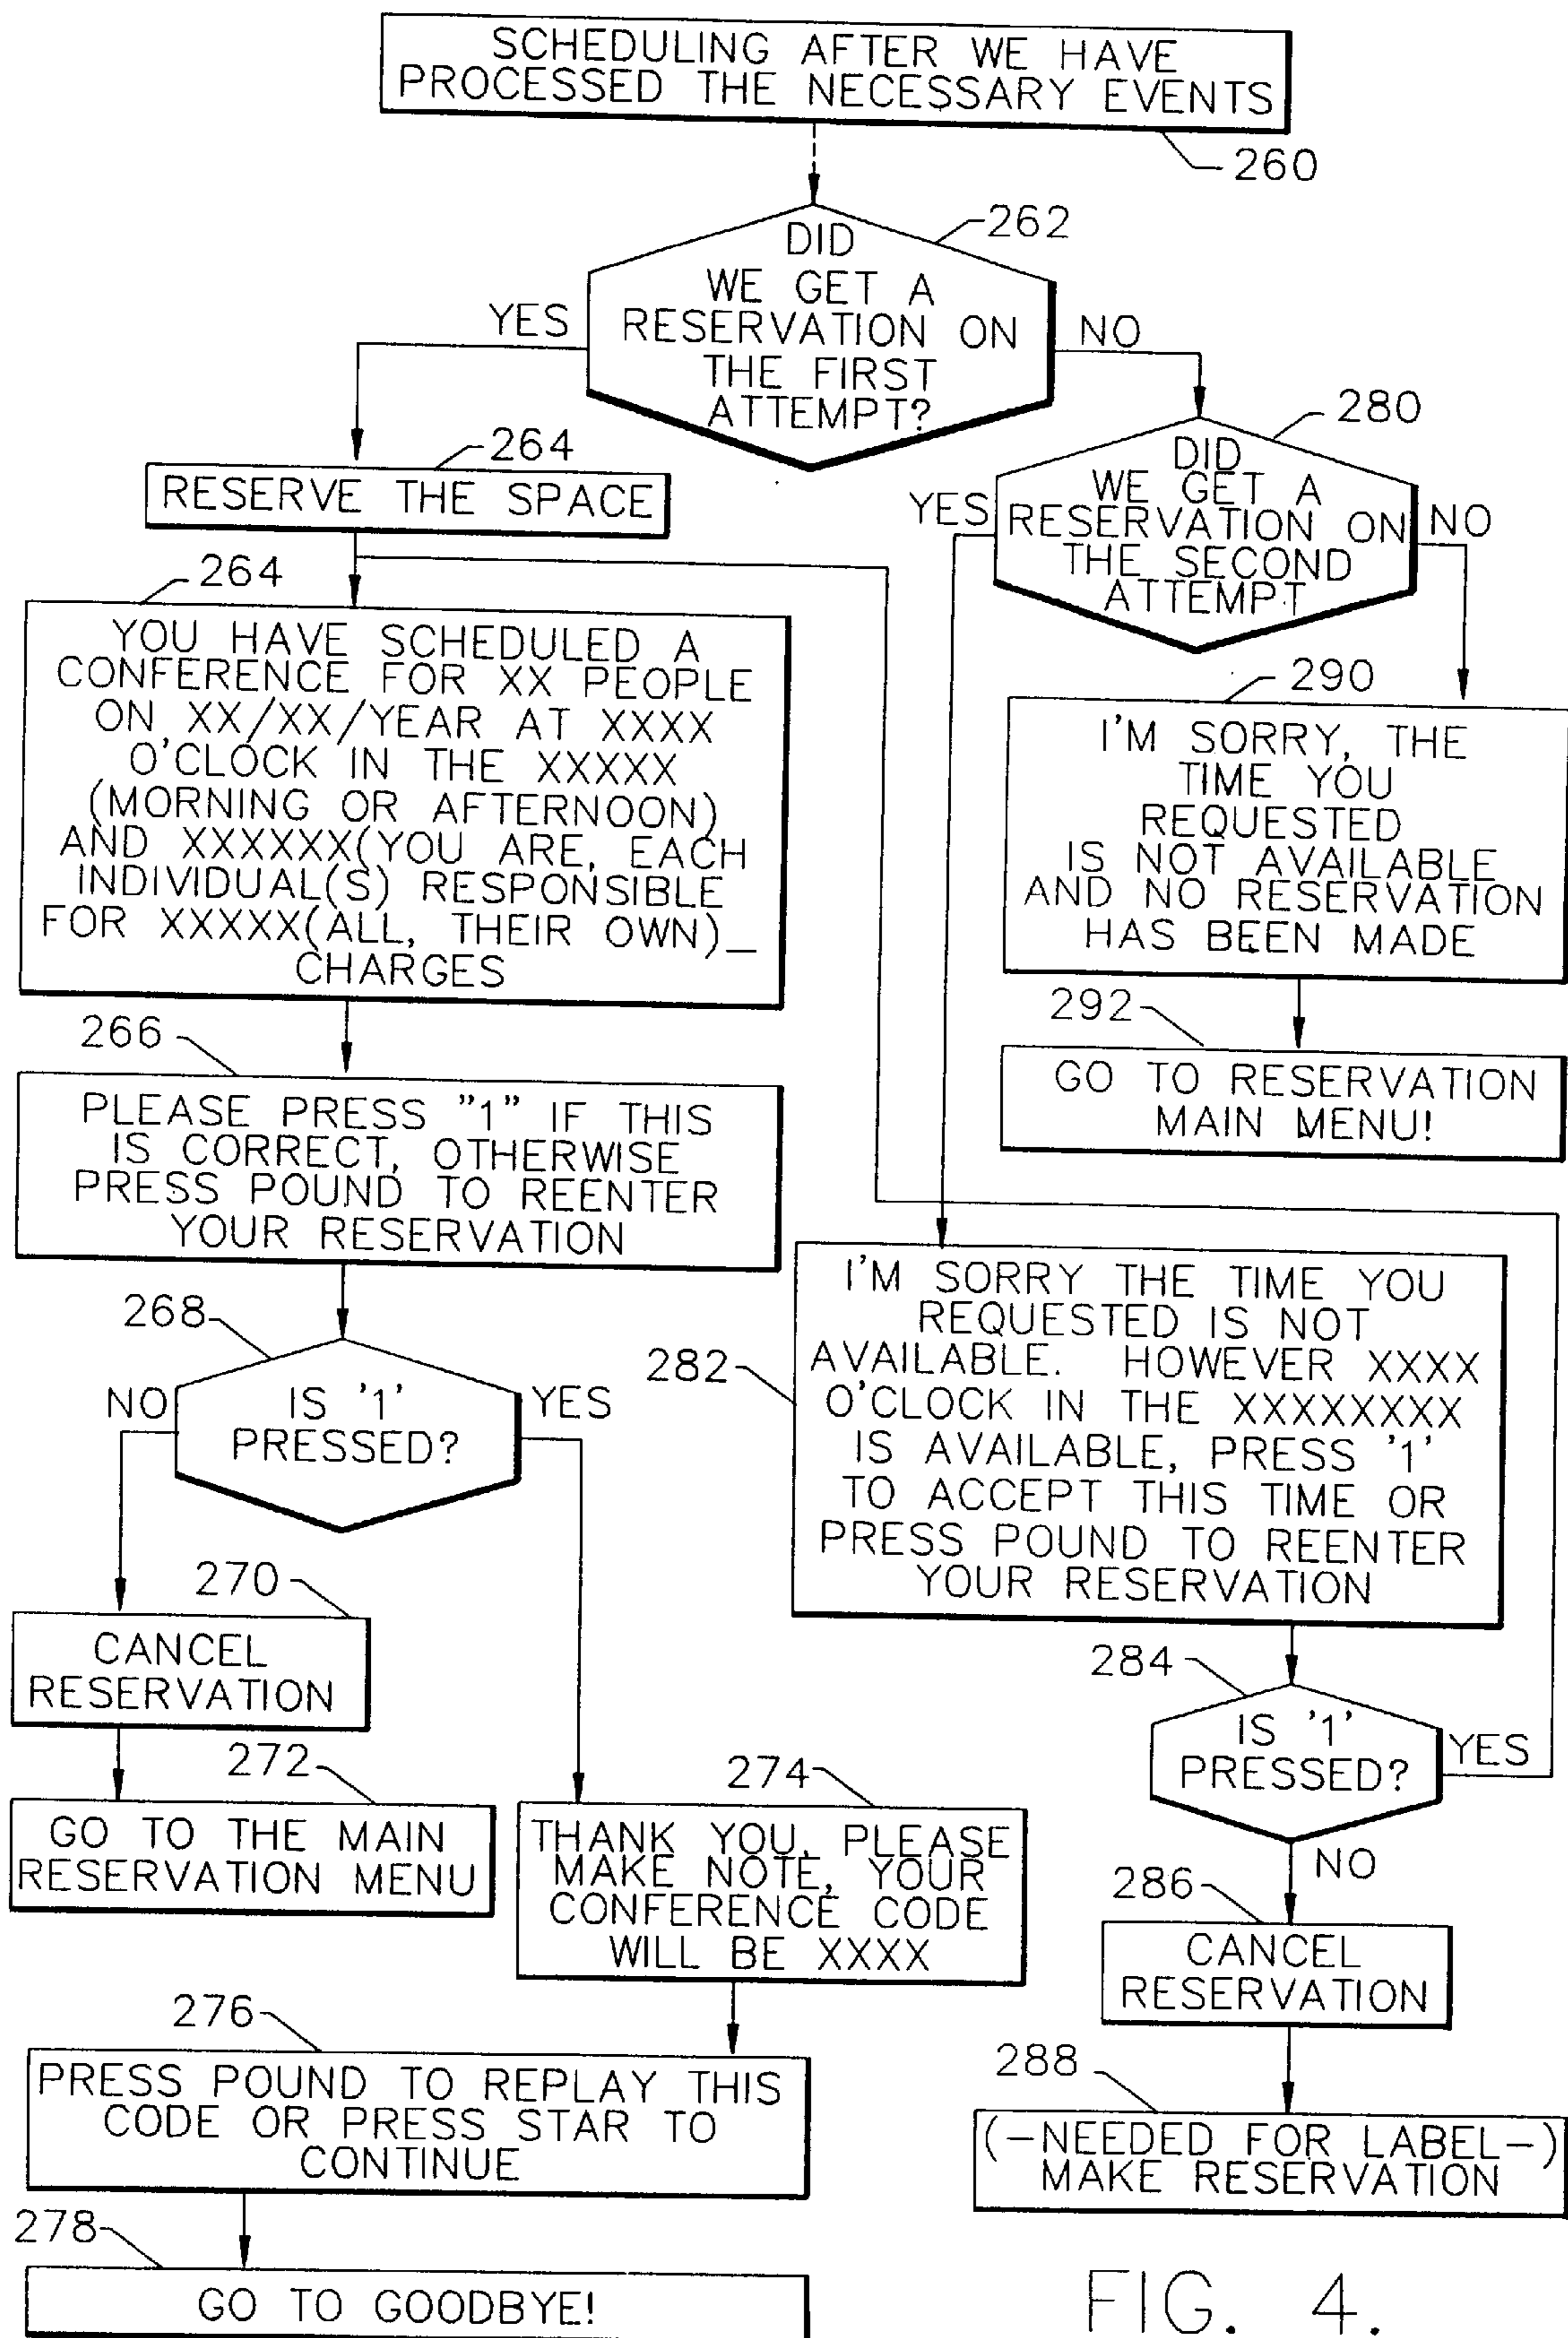 SCHEDULING AFTER WE HAVE
PROCESSED THE NECESSARY EVENTS
260
262
DID
WE GET A
RESERVATION ON
THE FIRST
ATTEMPT?
YES
NO
264
RESERVE THE SPACE
280
DID
WE GET A
RESERVATION ON
THE SECOND
ATTEMPT
YES
NO
264
YOU HAVE SCHEDULED A
CONFERENCE FOR XX PEOPLE
ON XX/XX/YEAR AT XXXX
O'CLOCK IN THE XXXXX
(MORNING OR AFTERNOON)
AND XXXXXX(YOU ARE, EACH
INDIVIDUAL(S) RESPONSIBLE
FOR XXXXX(ALL, THEIR OWN)_
CHARGES
290
I'M SORRY, THE
TIME YOU
REQUESTED
IS NOT AVAILABLE
AND NO RESERVATION
HAS BEEN MADE
292
GO TO RESERVATION
MAIN MENU!
266
PLEASE PRESS "1" IF THIS
IS CORRECT, OTHERWISE
PRESS POUND TO REENTER
YOUR RESERVATION
268
IS '1'
PRESSED?
NO
YES
282
I'M SORRY THE TIME YOU
REQUESTED IS NOT
AVAILABLE. HOWEVER XXXX
O'CLOCK IN THE XXXXXXXX
IS AVAILABLE, PRESS '1'
TO ACCEPT THIS TIME OR
PRESS POUND TO REENTER
YOUR RESERVATION
270
CANCEL
RESERVATION
272
GO TO THE MAIN
RESERVATION MENU
274
THANK YOU, PLEASE
MAKE NOTE, YOUR
CONFERENCE CODE
WILL BE XXXX
284
IS '1'
PRESSED?
YES
NO
286
CANCEL
RESERVATION
276
PRESS POUND TO REPLAY THIS
CODE OR PRESS STAR TO
CONTINUE
288
(-NEEDED FOR LABEL-)
MAKE RESERVATION
278
GO TO GOODBYE!
FIG. 4.